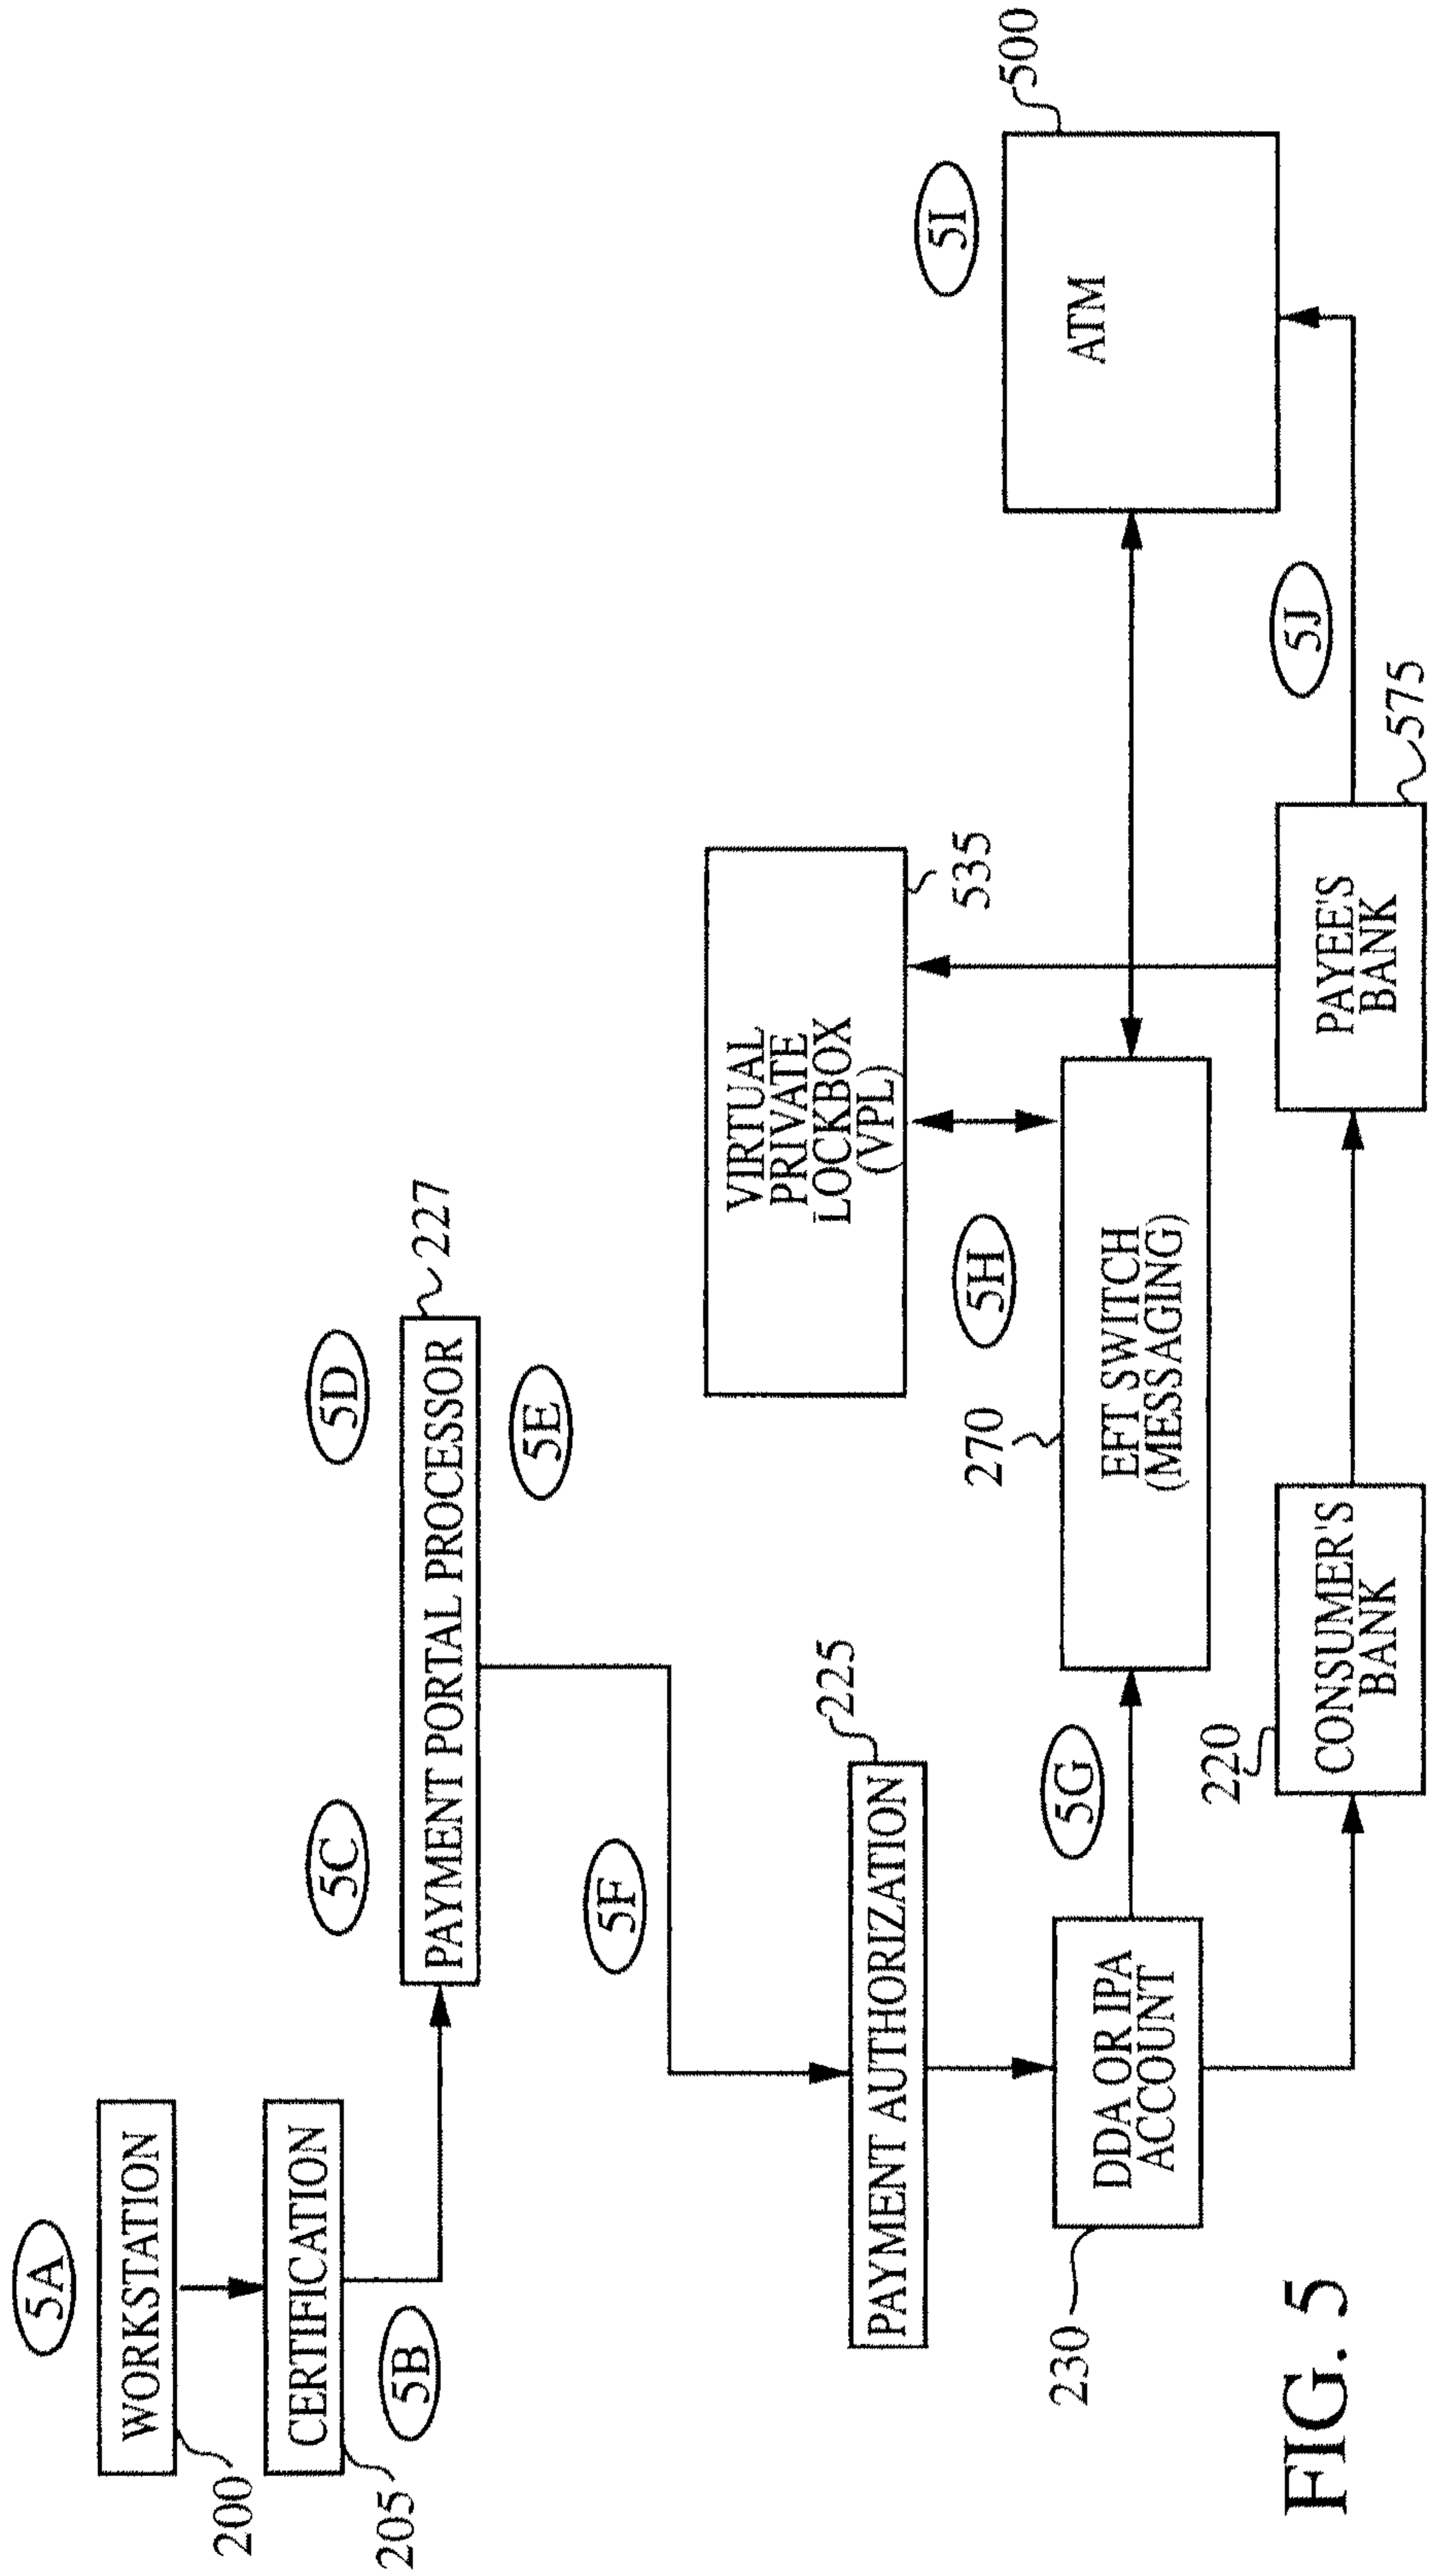 5A
WORKSTATION
200
CERTIFICATION
205
5B
5C
5D
PAYMENT PORTAL PROCESSOR
227
5E
5F
PAYMENT AUTHORIZATION
225
VIRTUAL
PRIVATE
LOCKBOX
(VPL)
535
5I
500
ATM
5H
270
EFT SWITCH
(MESSAGING)
5G
DDA OR IPA
ACCOUNT
230
220
CONSUMER'S
BANK
PAYEE'S
BANK
575
5J
FIG. 5